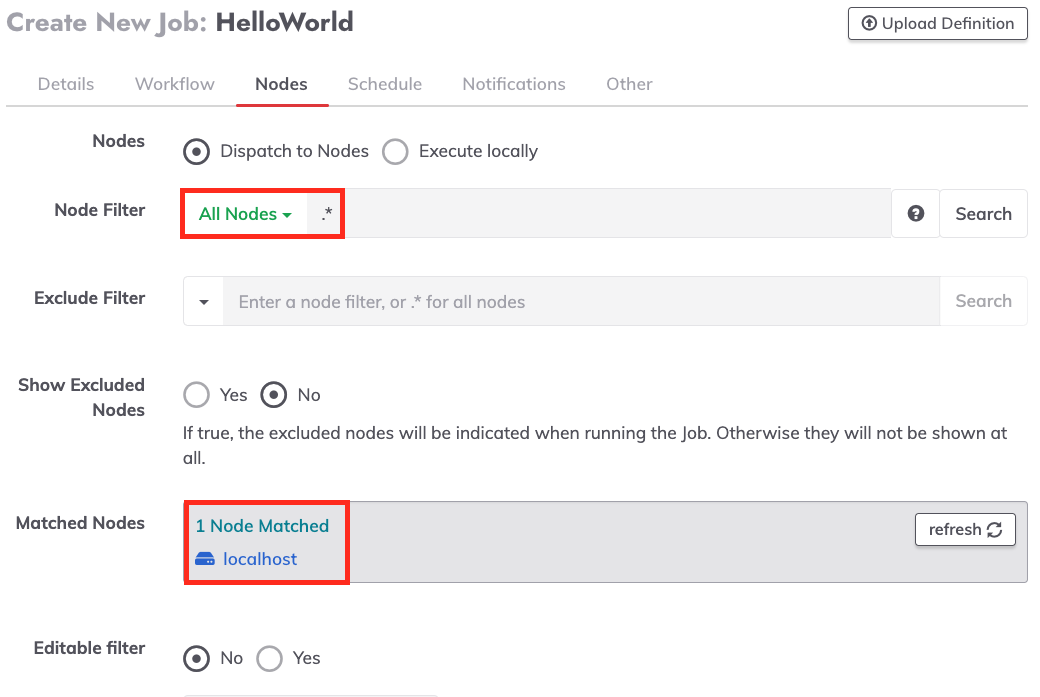 Create New Job: HelloWorld
Upload Definition
Details Workflow Nodes Schedule Notifications Other
Nodes Dispatch to Nodes Execute locally
Node Filter All Nodes .* Search
Exclude Filter Enter a node filter, or .* for all nodes Search
Show Excluded
Nodes
Yes No
If true, the excluded nodes will be indicated when running the Job. Otherwise they will not be shown at
all.
Matched Nodes 1 Node Matched refresh
localhost
Editable filter No Yes